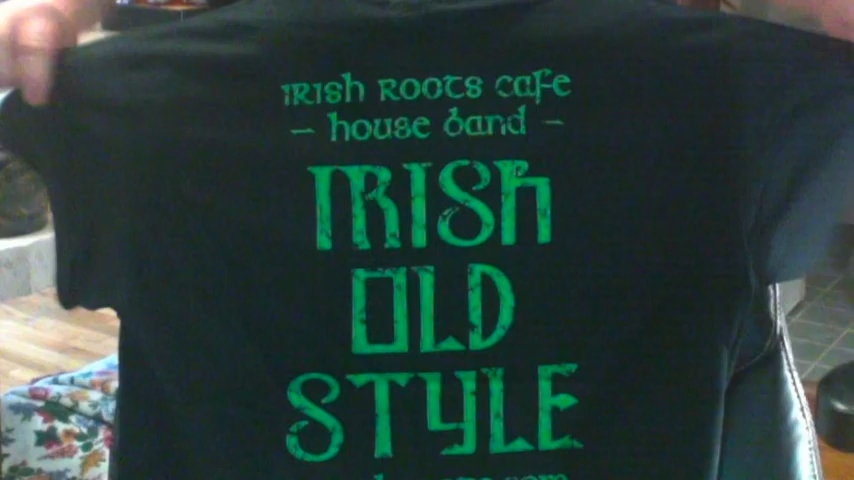 IRISh ROOTS cafe
- house band -
IRISh
OLD
STYLE